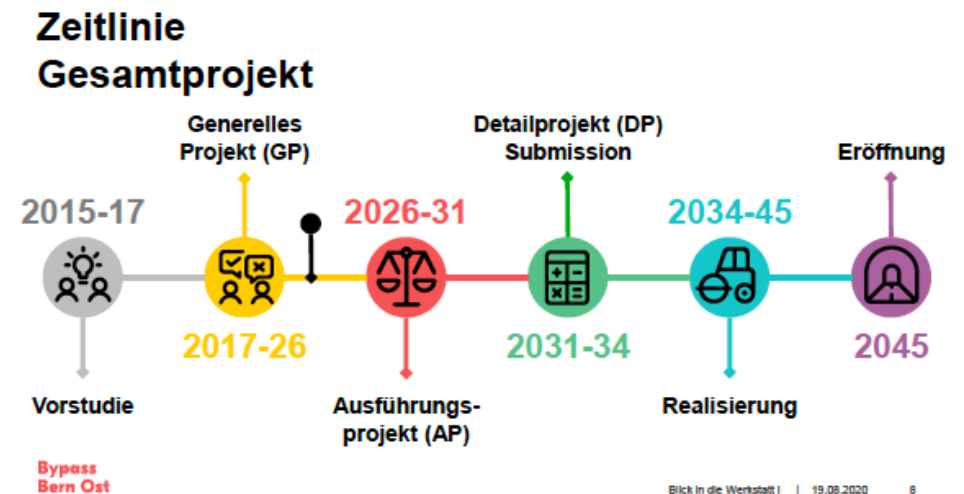 Zeitlinie
Gesamtprojekt
Generelles
Projekt (GP)
Detailprojekt (DP)
Submission
Eröffnung
2015-17
2026-31
2034-45
2017-26
2031-34
2045
Vorstudie
Ausführungs-
projekt (AP)
Realisierung
Bypass
Bern Ost
Blick in die Werkstatt I | 19.08.2020 8